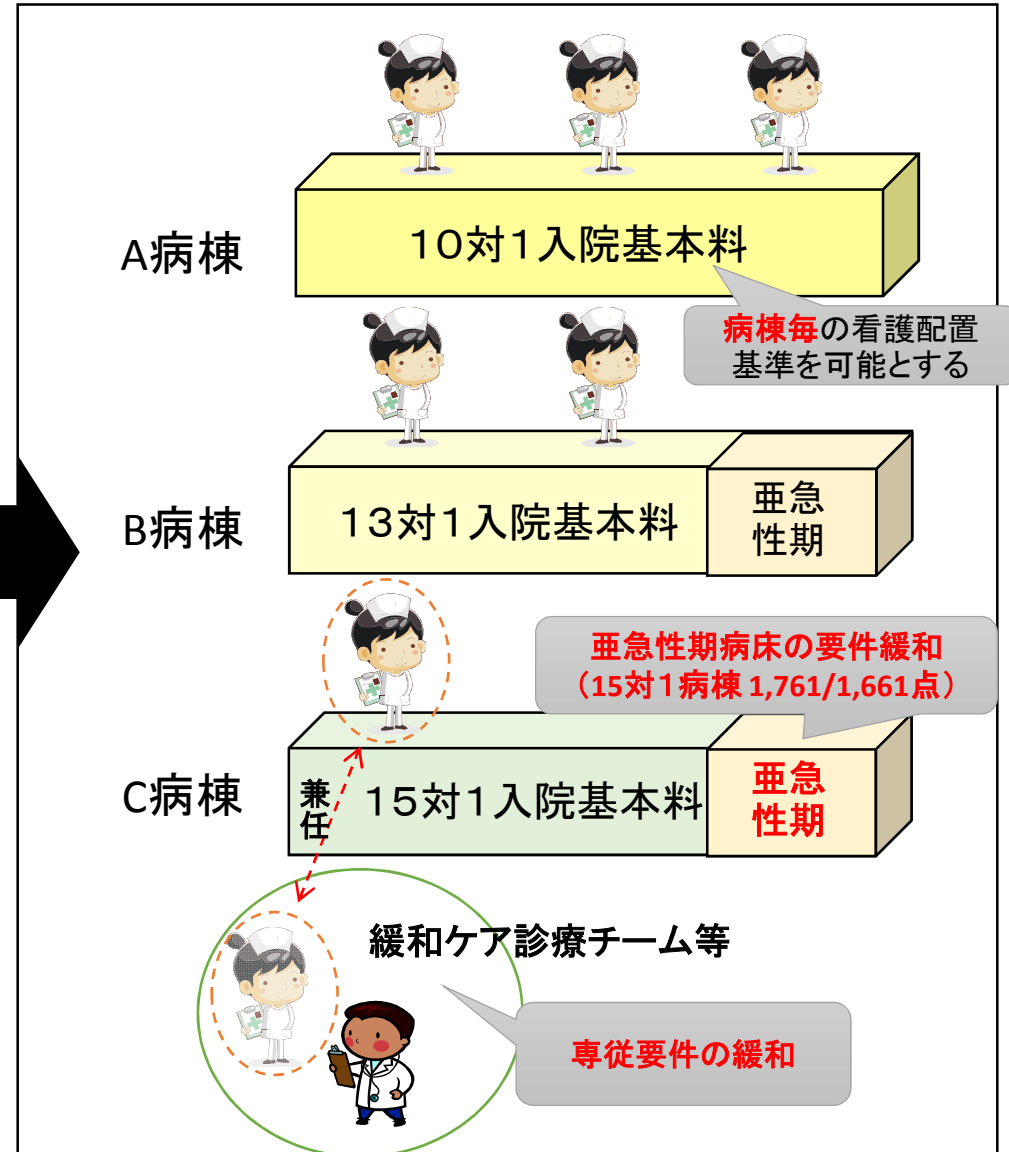 A病棟
10対1入院基本料
病棟毎の看護配置
基準を可能とする
B病棟
13対1入院基本料
亜急
性期
亜急性期病床の要件緩和
（15対1病棟 1,761/1,661点）
C病棟
兼
任
15対1入院基本料
亜急
性期
緩和ケア診療チーム等
専従要件の緩和